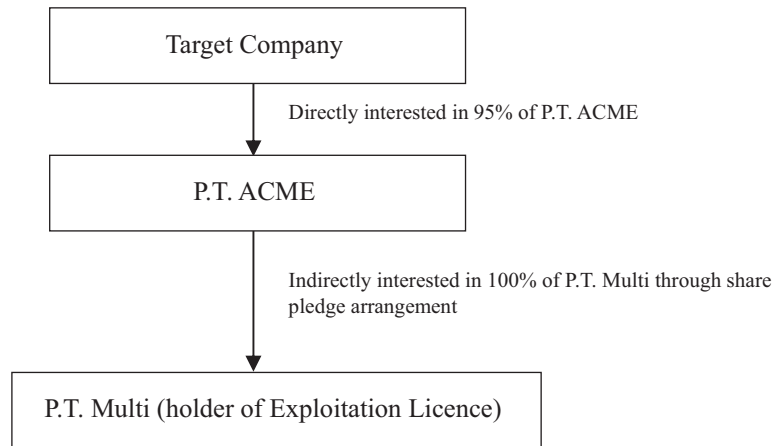 Target Company
Directly interested in 95% of P.T. ACME
P.T. ACME
Indirectly interested in 100% of P.T. Multi through share
pledge arrangement
P.T. Multi (holder of Exploitation Licence)